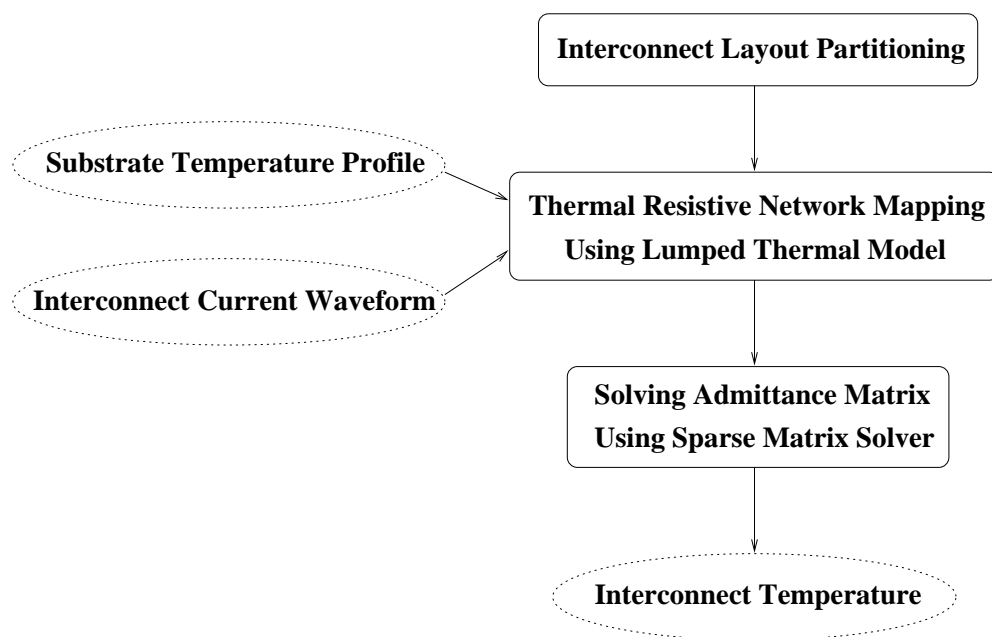 Interconnect Layout Partitioning
Substrate Temperature Profile
Thermal Resistive Network Mapping
Using Lumped Thermal Model
Interconnect Current Waveform
Solving Admittance Matrix
Using Sparse Matrix Solver
Interconnect Temperature